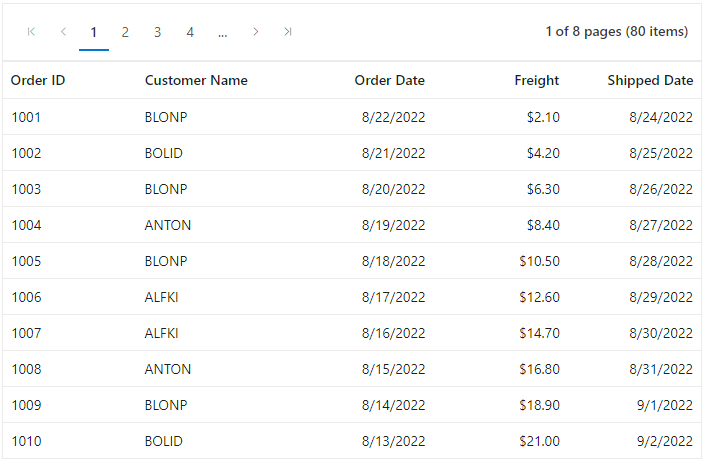 1 2 3 4 ... 1 of 8 pages (80 items)
Order ID Customer Name Order Date Freight Shipped Date
1001 BLONP 8/22/2022 $2.10 8/24/2022
1002 BOLID 8/21/2022 $4.20 8/25/2022
1003 BLONP 8/20/2022 $6.30 8/26/2022
1004 ANTON 8/19/2022 $8.40 8/27/2022
1005 BLONP 8/18/2022 $10.50 8/28/2022
1006 ALFKI 8/17/2022 $12.60 8/29/2022
1007 ALFKI 8/16/2022 $14.70 8/30/2022
1008 ANTON 8/15/2022 $16.80 8/31/2022
1009 BLONP 8/14/2022 $18.90 9/1/2022
1010 BOLID 8/13/2022 $21.00 9/2/2022